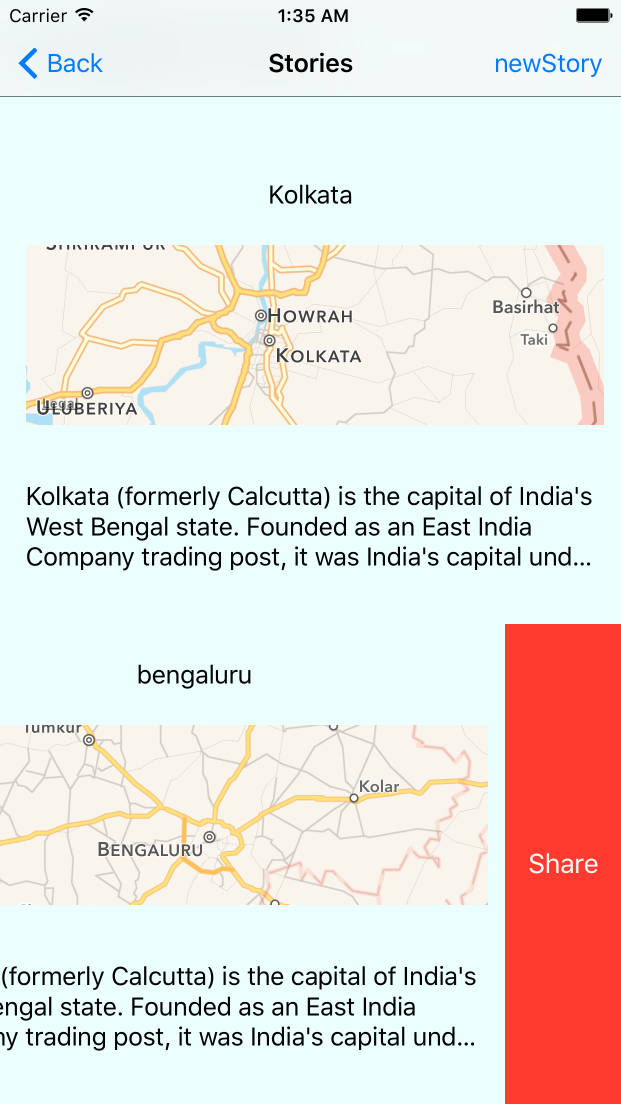 Carrier 1:35 AM
Back Stories newStory
Kolkata
SHRIRAMPUR
HOWRAH
Basirhat
Taki
KOLKATA
Legal
ULUBERIYA
Kolkata (formerly Calcutta) is the capital of India's
West Bengal state. Founded as an East India
Company trading post, it was India's capital und...
bengaluru
Tumkur
Kolar
BENGALURU
Share
(formerly Calcutta) is the capital of India's
engal state. Founded as an East India
ny trading post, it was India's capital und...